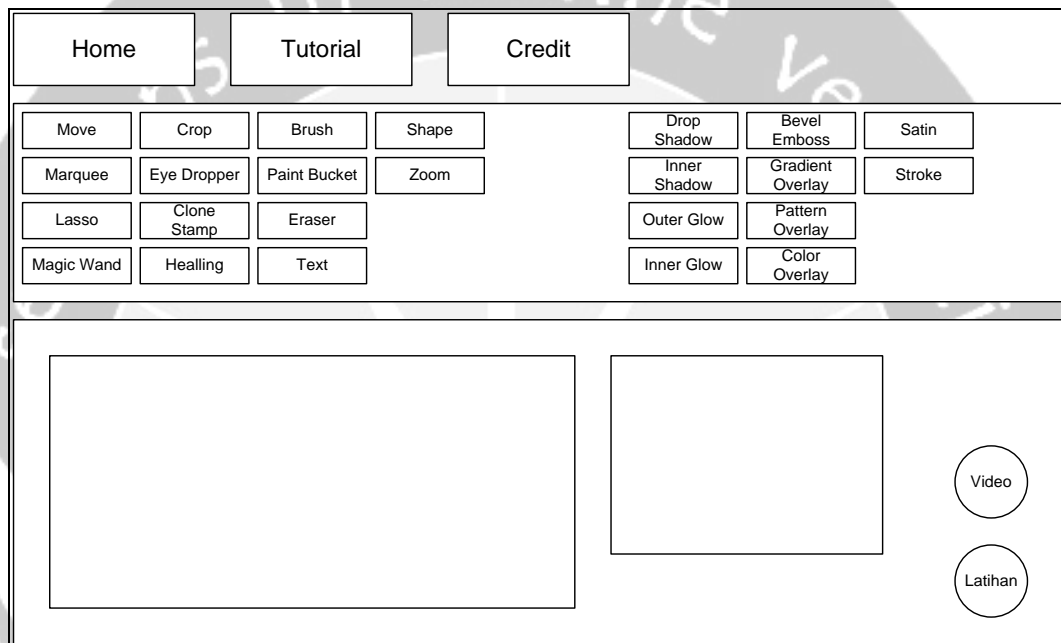 Home
Tutorial
Credit
Move
Crop
Brush
Shape
Drop
Shadow
Bevel
Emboss
Satin
Marquee
Eye Dropper
Paint Bucket
Zoom
Inner
Shadow
Gradient
Overlay
Stroke
Lasso
Clone
Stamp
Eraser
Outer Glow
Pattern
Overlay
Magic Wand
Healling
Text
Inner Glow
Color
Overlay
Video
Latihan